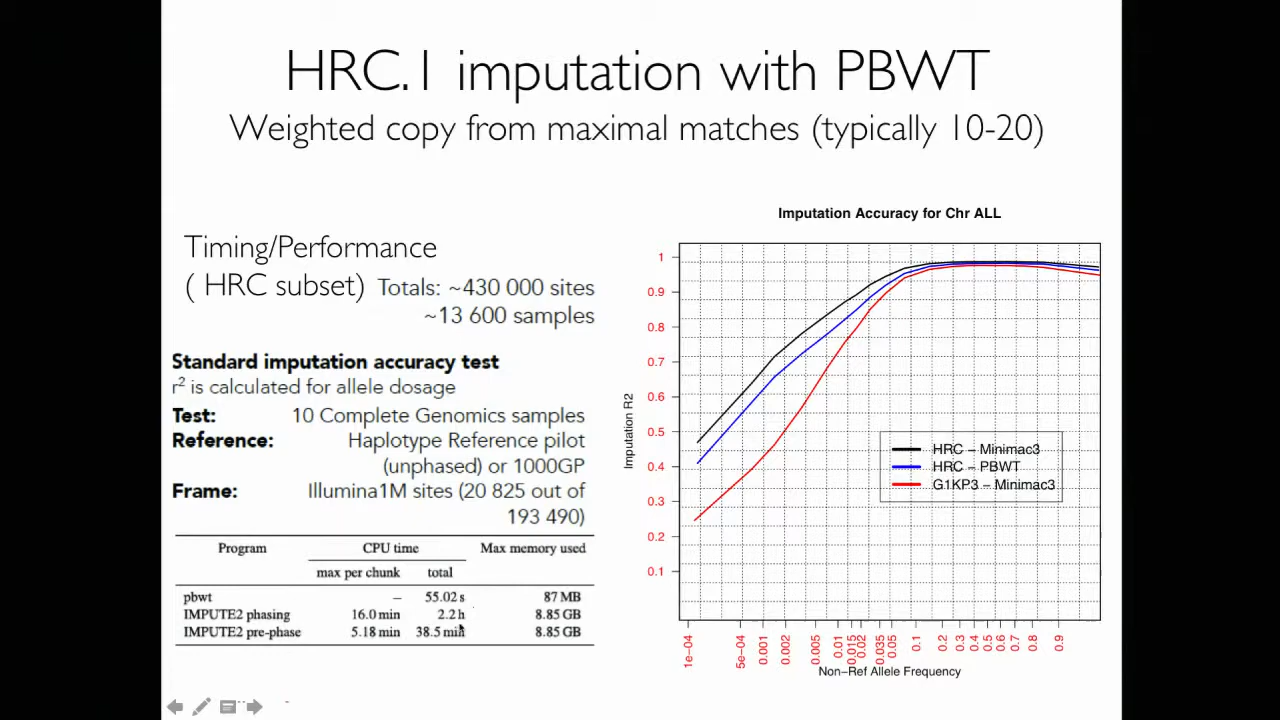 HRC.1 imputation with PBWT
Weighted copy from maximal matches (typically 10-20)
Timing/Performance
( HRC subset)
Totals: ~430 000 sites
~13 600 samples
Standard imputation accuracy test
r² is calculated for allele dosage
Test: 10 Complete Genomics samples
Reference: Haplotype Reference pilot
(unphased) or 1000GP
Frame: Illumina1M sites (20 825 out of
193 490)
Program CPU time Max memory used
max per chunk total
pbwt – 55.02 s 87 MB
IMPUTE2 phasing 16.0 min 2.2 h 8.85 GB
IMPUTE2 pre-phase 5.18 min 38.5 min 8.85 GB
Imputation Accuracy for Chr ALL
Imputation R2
1
0.9
0.8
0.7
0.6
0.5
0.4
0.3
0.2
0.1
HRC – Minimac3
HRC – PBWT
G1KP3 – Minimac3
1e−04 5e−04 0.001 0.002 0.005 0.01 0.015 0.02 0.035 0.05 0.1 0.2 0.3 0.4 0.5 0.6 0.7 0.8 0.9
Non−Ref Allele Frequency